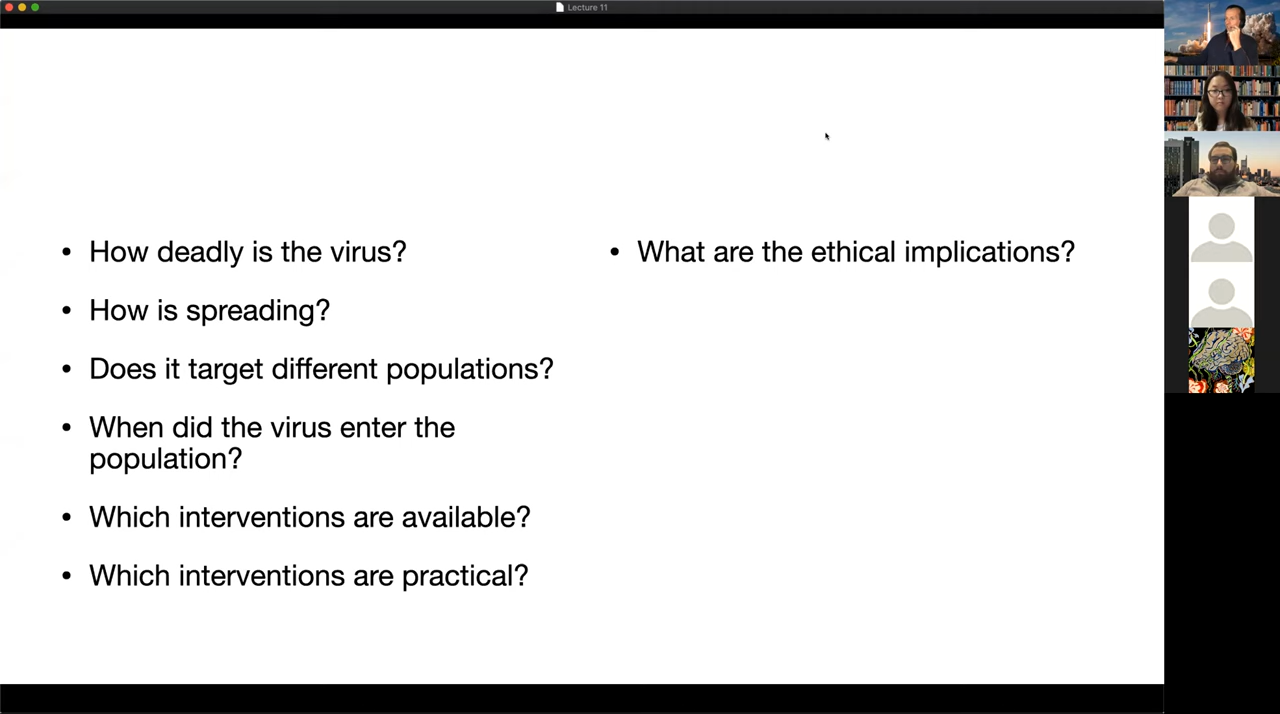 Lecture 11
• How deadly is the virus?
• How is spreading?
• Does it target different populations?
• When did the virus enter the
population?
• Which interventions are available?
• Which interventions are practical?
• What are the ethical implications?